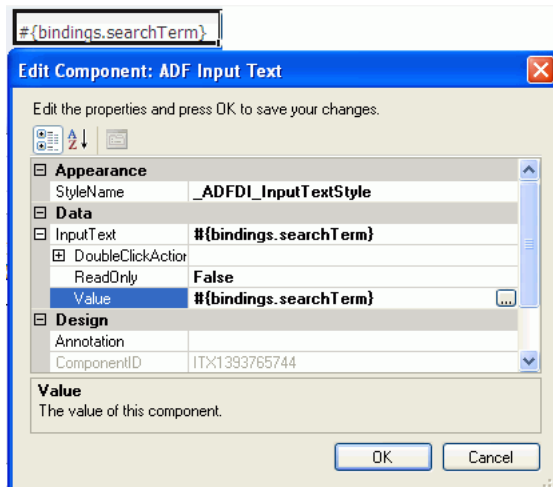 #{bindings.searchTerm}
Edit Component: ADF Input Text
Edit the properties and press OK to save your changes.
Appearance
StyleName _ADFDI_InputTextStyle
Data
InputText #{bindings.searchTerm}
DoubleClickAction
ReadOnly False
Value #{bindings.searchTerm} ...
Design
Annotation
ComponentID ITX1393765744
Value
The value of this component.
OK Cancel